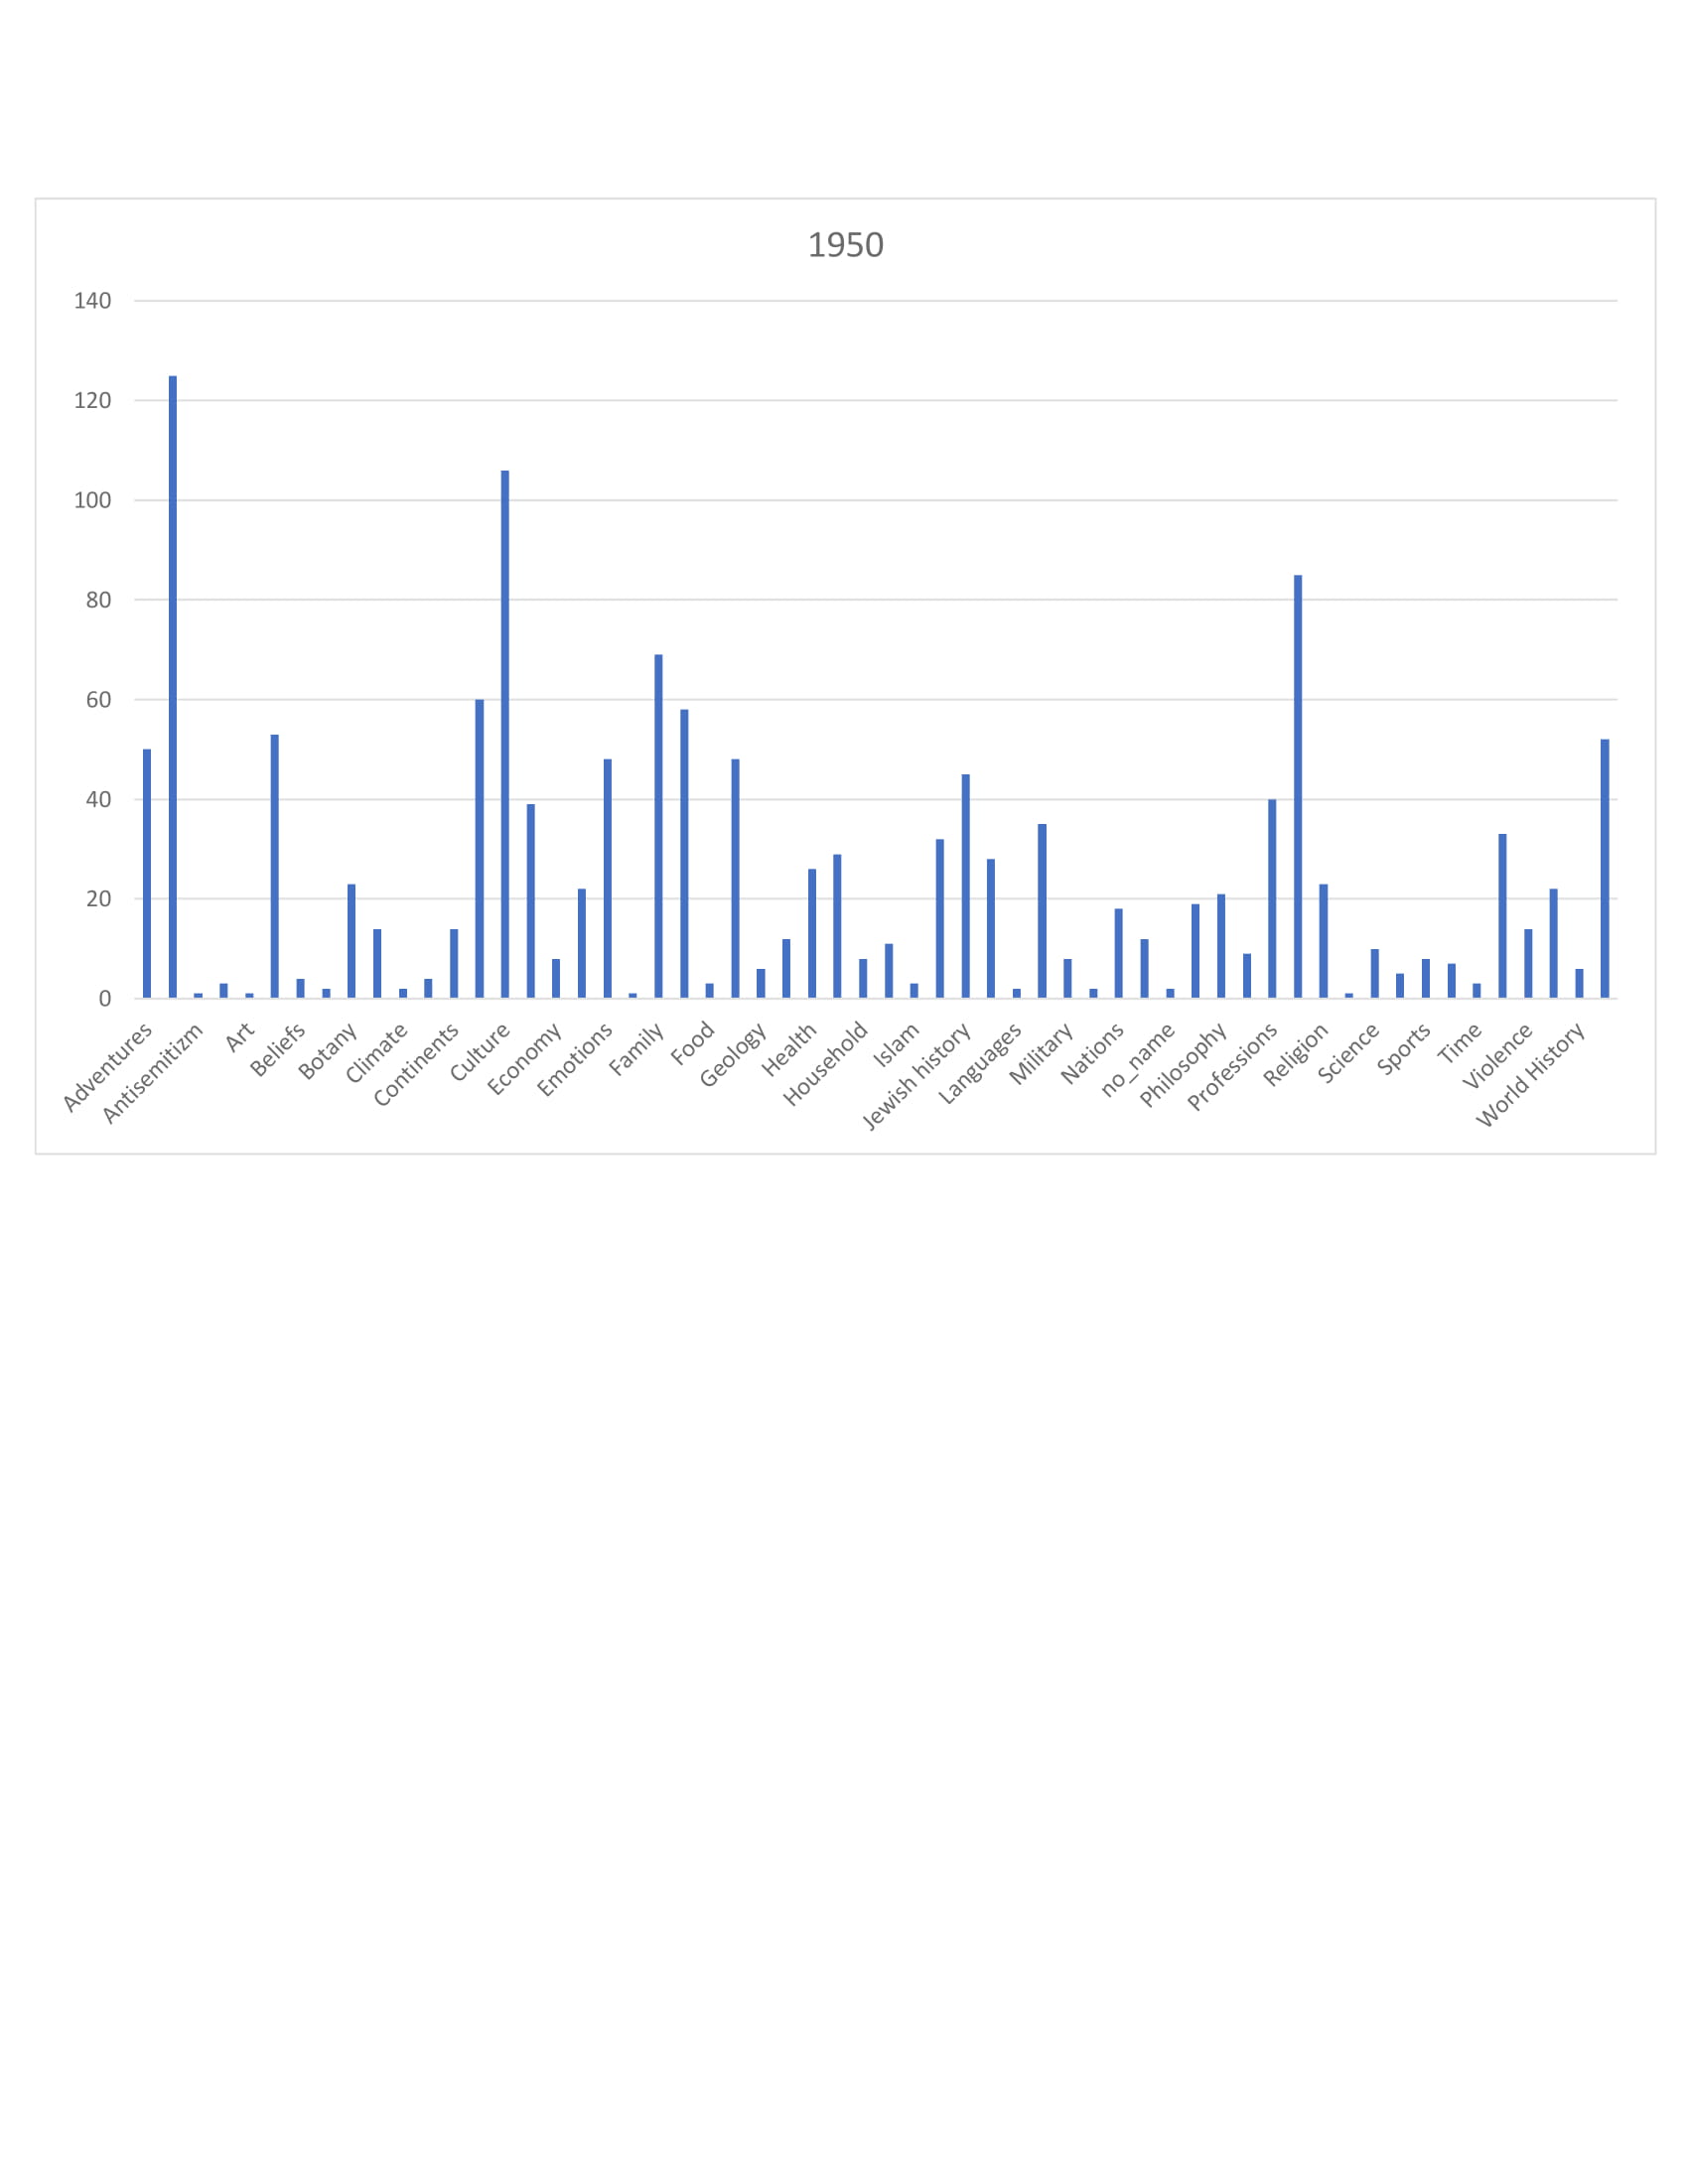 1950
140
120
100
80
60
40
20
0
Adventures
Antisemitizm
Art
Beliefs
Botany
Climate
Continents
Culture
Economy
Emotions
Family
Food
Geology
Health
Household
Islam
Jewish history
Languages
Military
Nations
no_name
Philosophy
Professions
Religion
Science
Sports
Time
Violence
World History